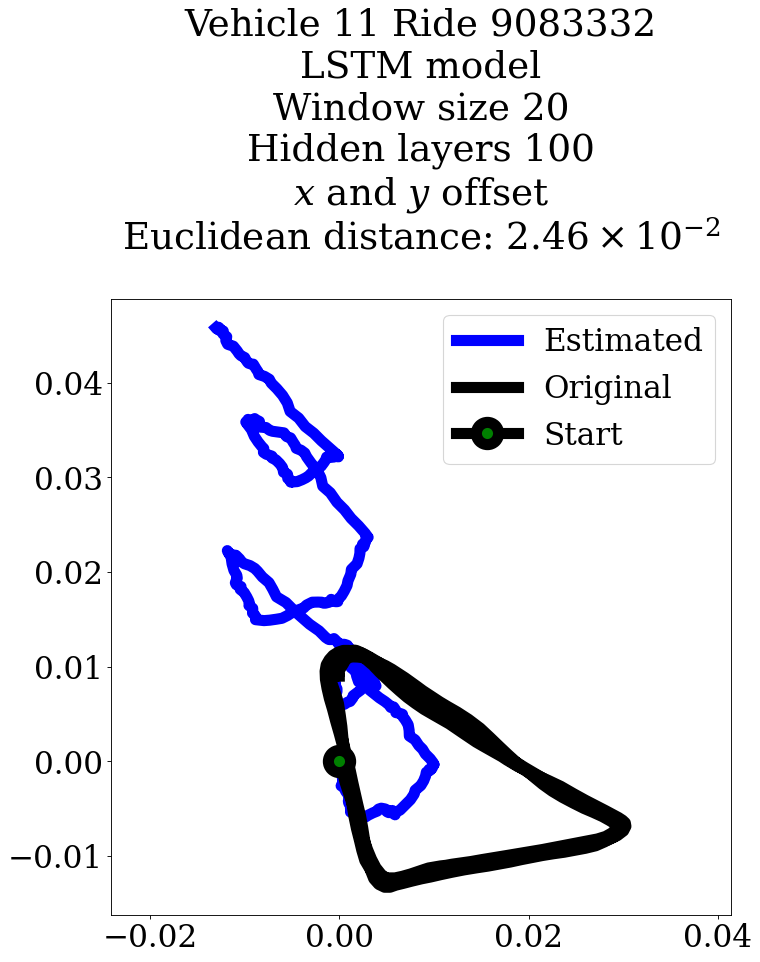 Vehicle 11 Ride 9083332
LSTM model
Window size 20
Hidden layers 100
x and y offset
Euclidean distance: 2.46 × 10⁻²
Estimated
Original
Start
0.04
0.03
0.02
0.01
0.00
−0.01
−0.02 0.00 0.02 0.04